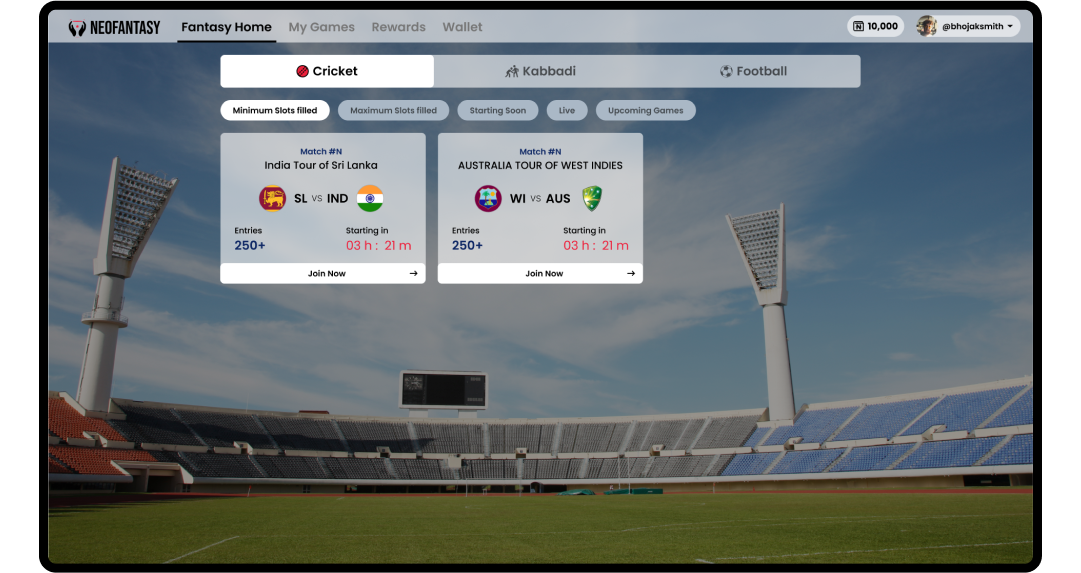 NEOFANTASY Fantasy Home My Games Rewards Wallet N 10,000 @bhojaksmith
Cricket Kabbadi Football
Minimum Slots filled Maximum Slots filled Starting Soon Live Upcoming Games
Match #N
India Tour of Sri Lanka
SL VS IND
Entries Starting in
250+ 03 h : 21 m
Join Now →
Match #N
AUSTRALIA TOUR OF WEST INDIES
WI VS AUS
Entries Starting in
250+ 03 h : 21 m
Join Now →